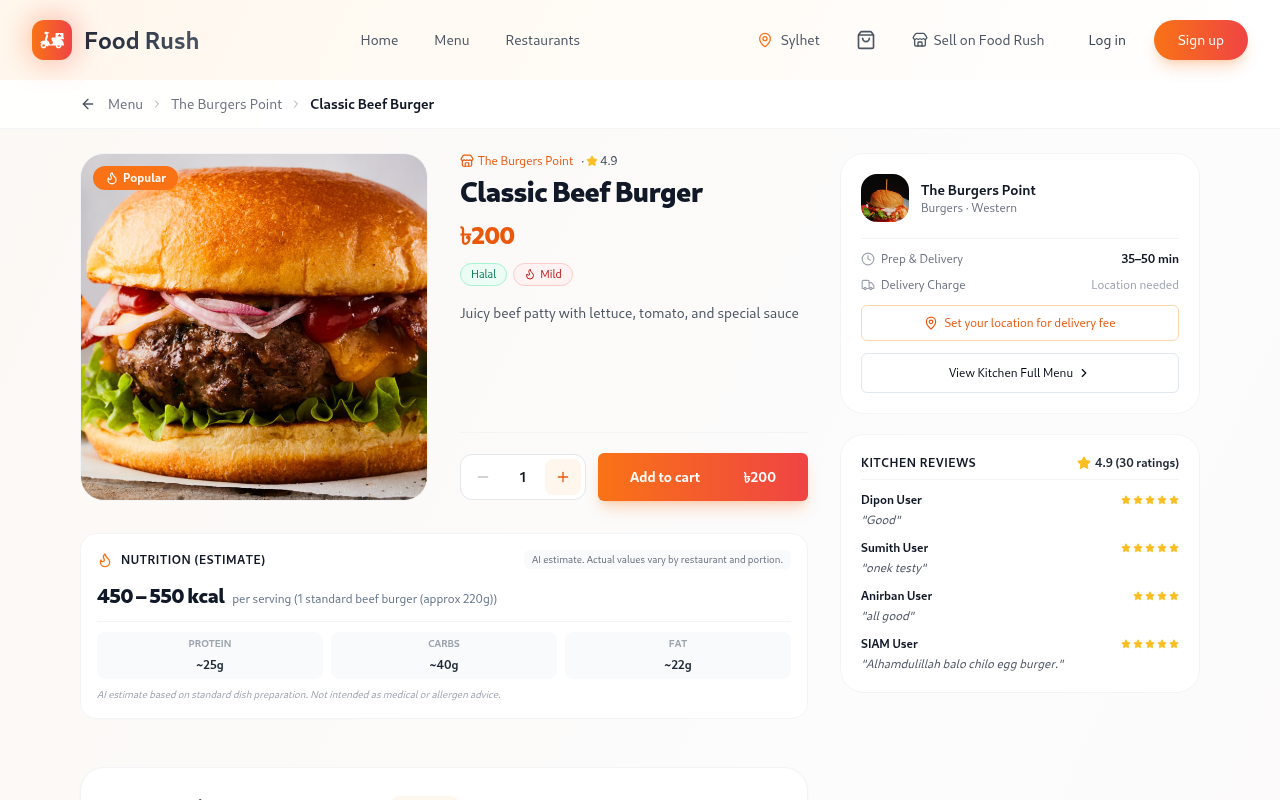 Food Rush
Home
Menu
Restaurants
Sylhet
Sell on Food Rush
Log in
Sign up
Menu
The Burgers Point
Classic Beef Burger
Popular
The Burgers Point · 4.9
Classic Beef Burger
৳200
Halal
Mild
Juicy beef patty with lettuce, tomato, and special sauce
1
Add to cart ৳200
NUTRITION (ESTIMATE)
AI estimate. Actual values vary by restaurant and portion.
450–550 kcal per serving (1 standard beef burger (approx 220g))
PROTEIN
~25g
CARBS
~40g
FAT
~22g
AI estimate based on standard dish preparation. Not intended as medical or allergen advice.
The Burgers Point
Burgers · Western
Prep & Delivery 35–50 min
Delivery Charge Location needed
Set your location for delivery fee
View Kitchen Full Menu
KITCHEN REVIEWS 4.9 (30 ratings)
Dipon User
"Good"
Sumith User
"onek testy"
Anirban User
"all good"
SIAM User
"Alhamdulillah balo chilo egg burger."